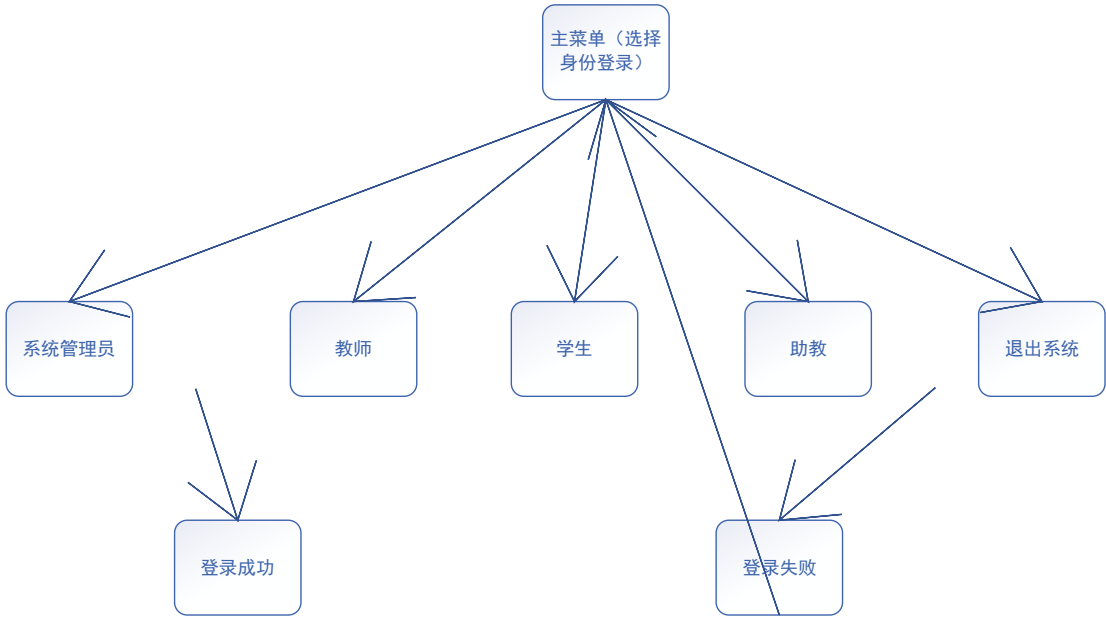 主菜单（选择
身份登录）
系统管理员
教师
学生
助教
退出系统
登录成功
登录失败